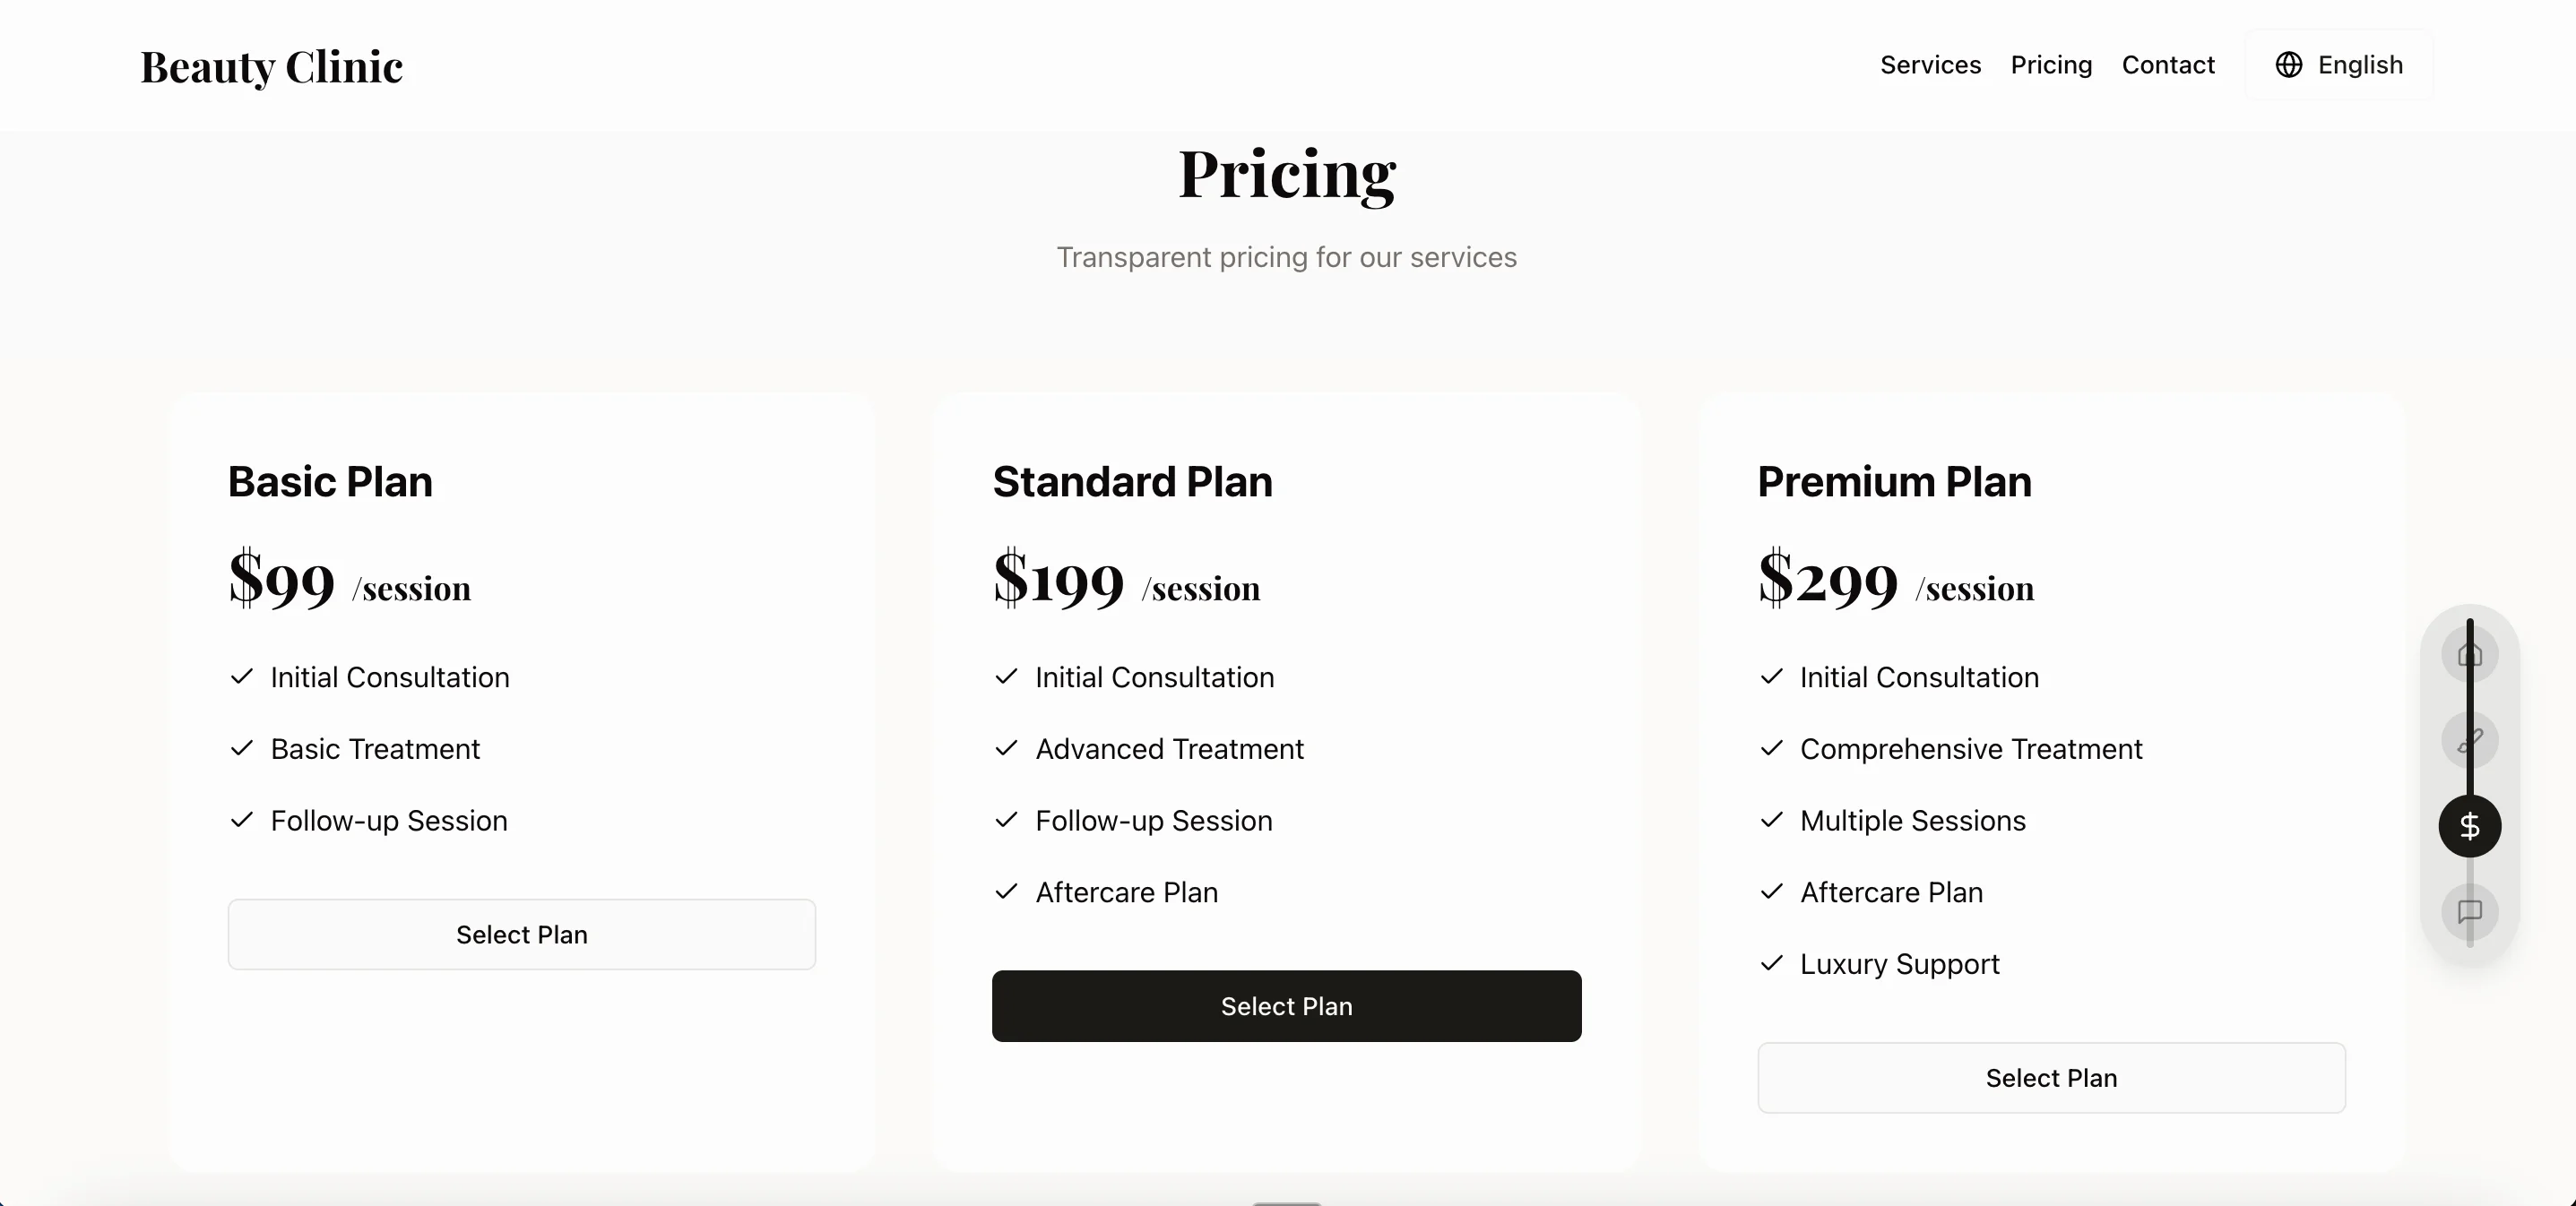 Beauty Clinic
Services Pricing Contact English
Pricing
Transparent pricing for our services
Basic Plan
$99 /session
Initial Consultation
Basic Treatment
Follow-up Session
Select Plan
Standard Plan
$199 /session
Initial Consultation
Advanced Treatment
Follow-up Session
Aftercare Plan
Select Plan
Premium Plan
$299 /session
Initial Consultation
Comprehensive Treatment
Multiple Sessions
Aftercare Plan
Luxury Support
Select Plan
$